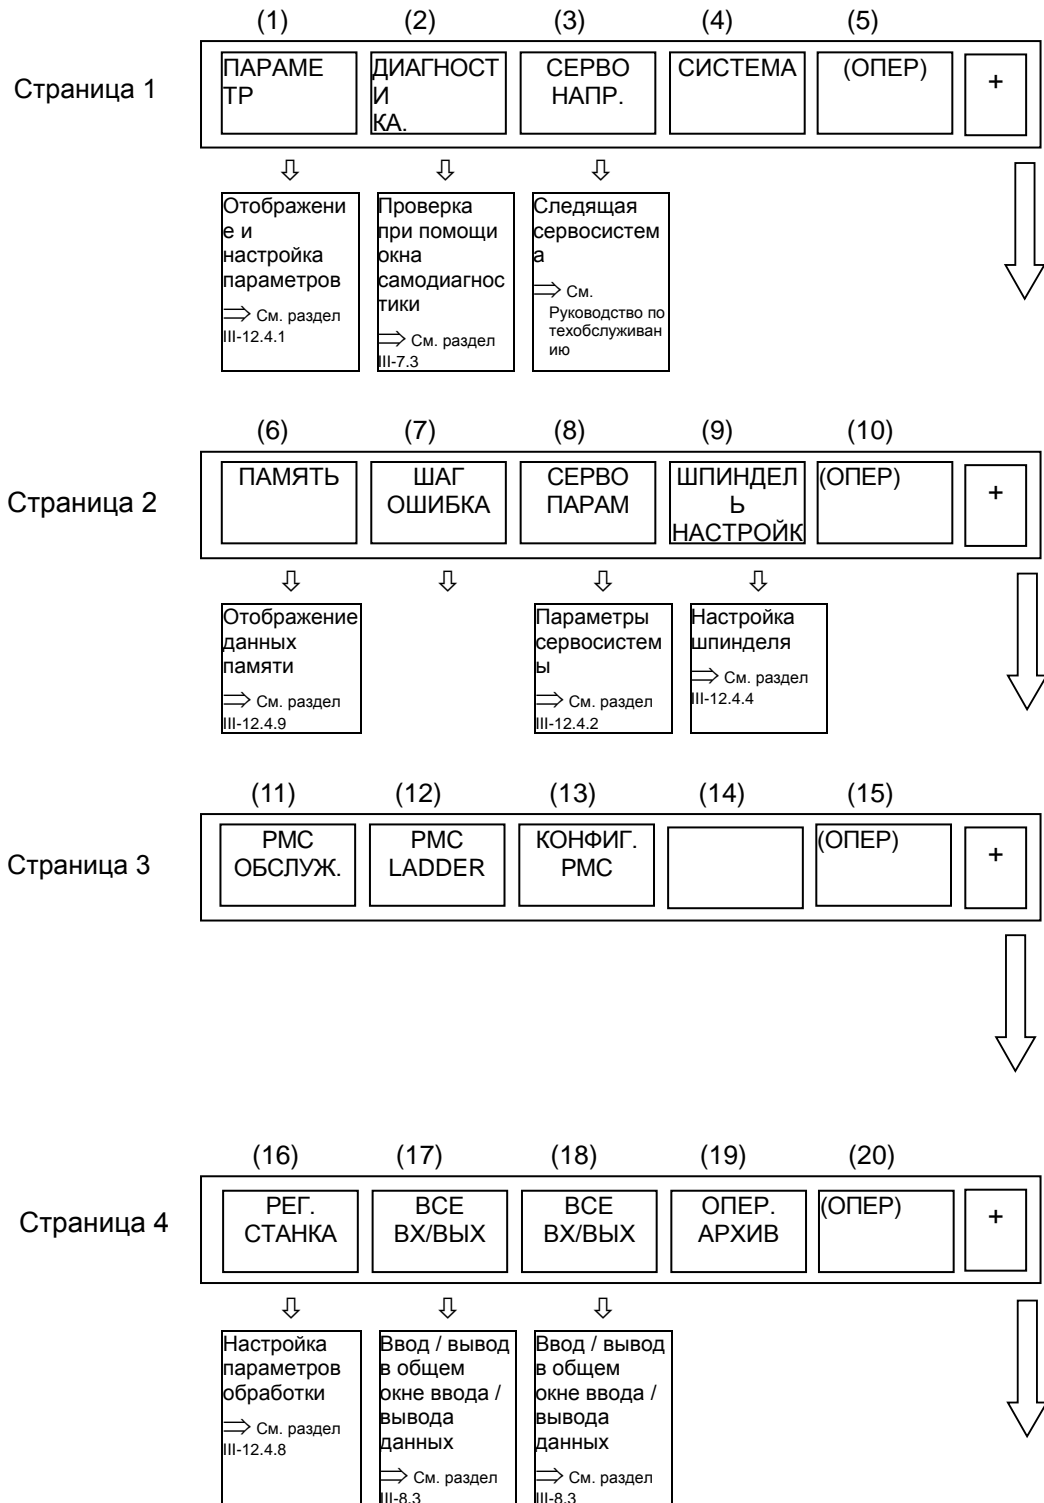 (1) (2) (3) (4) (5)
Страница 1
ПАРАМЕ
ТР
ДИАГНОСТ
И
КА.
СЕРВО
НАПР.
СИСТЕМА
(ОПЕР)
+
Отображени
е и
настройка
параметров
⇒ См. раздел
III-12.4.1
Проверка
при помощи
окна
самодиагнос
тики
⇒ См. раздел
III-7.3
Следящая
сервосистем
а
⇒ См.
Руководство по
техобслуживан
ию
(6) (7) (8) (9) (10)
Страница 2
ПАМЯТЬ
ШАГ
ОШИБКА
СЕРВО
ПАРАМ
ШПИНДЕЛ
Ь
НАСТРОЙК
(ОПЕР)
+
Отображение
данных
памяти
⇒ См. раздел
III-12.4.9
Параметры
сервосистем
ы
⇒ См. раздел
III-12.4.2
Настройка
шпинделя
⇒ См. раздел
III-12.4.4
(11) (12) (13) (14) (15)
Страница 3
PMC
ОБСЛУЖ.
PMC
LADDER
КОНФИГ.
PMC
(ОПЕР)
+
(16) (17) (18) (19) (20)
Страница 4
РЕГ.
СТАНКА
ВСЕ
ВХ/ВЫХ
ВСЕ
ВХ/ВЫХ
ОПЕР.
АРХИВ
(ОПЕР)
+
Настройка
параметров
обработки
⇒ См. раздел
III-12.4.8
Ввод / вывод
в общем
окне ввода /
вывода
данных
⇒ См. раздел
III-8.3
Ввод / вывод
в общем
окне ввода /
вывода
данных
⇒ См. раздел
III-8.3